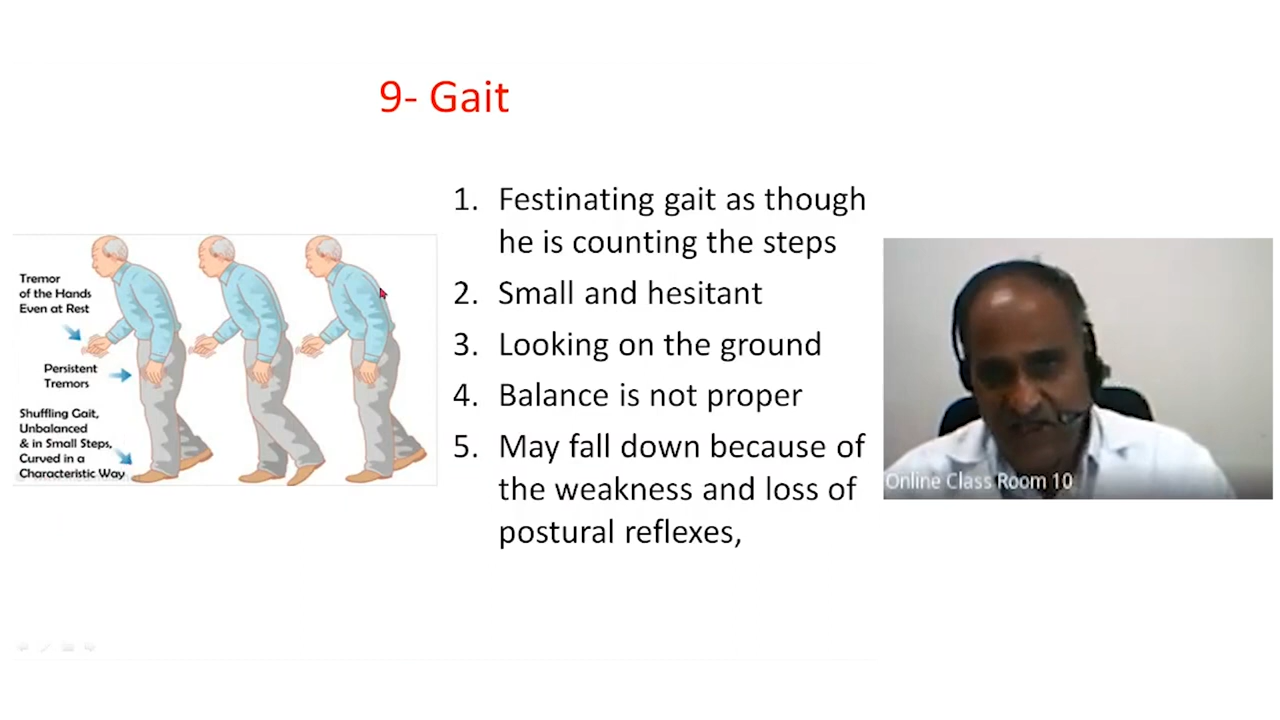 9- Gait
Tremor
of the Hands
Even at Rest
Persistent
Tremors
Shuffling Gait,
Unbalanced
& in Small Steps,
Curved in a
Characteristic Way
1. Festinating gait as though
he is counting the steps
2. Small and hesitant
3. Looking on the ground
4. Balance is not proper
5. May fall down because of
the weakness and loss of
postural reflexes,
Online Class Room 10